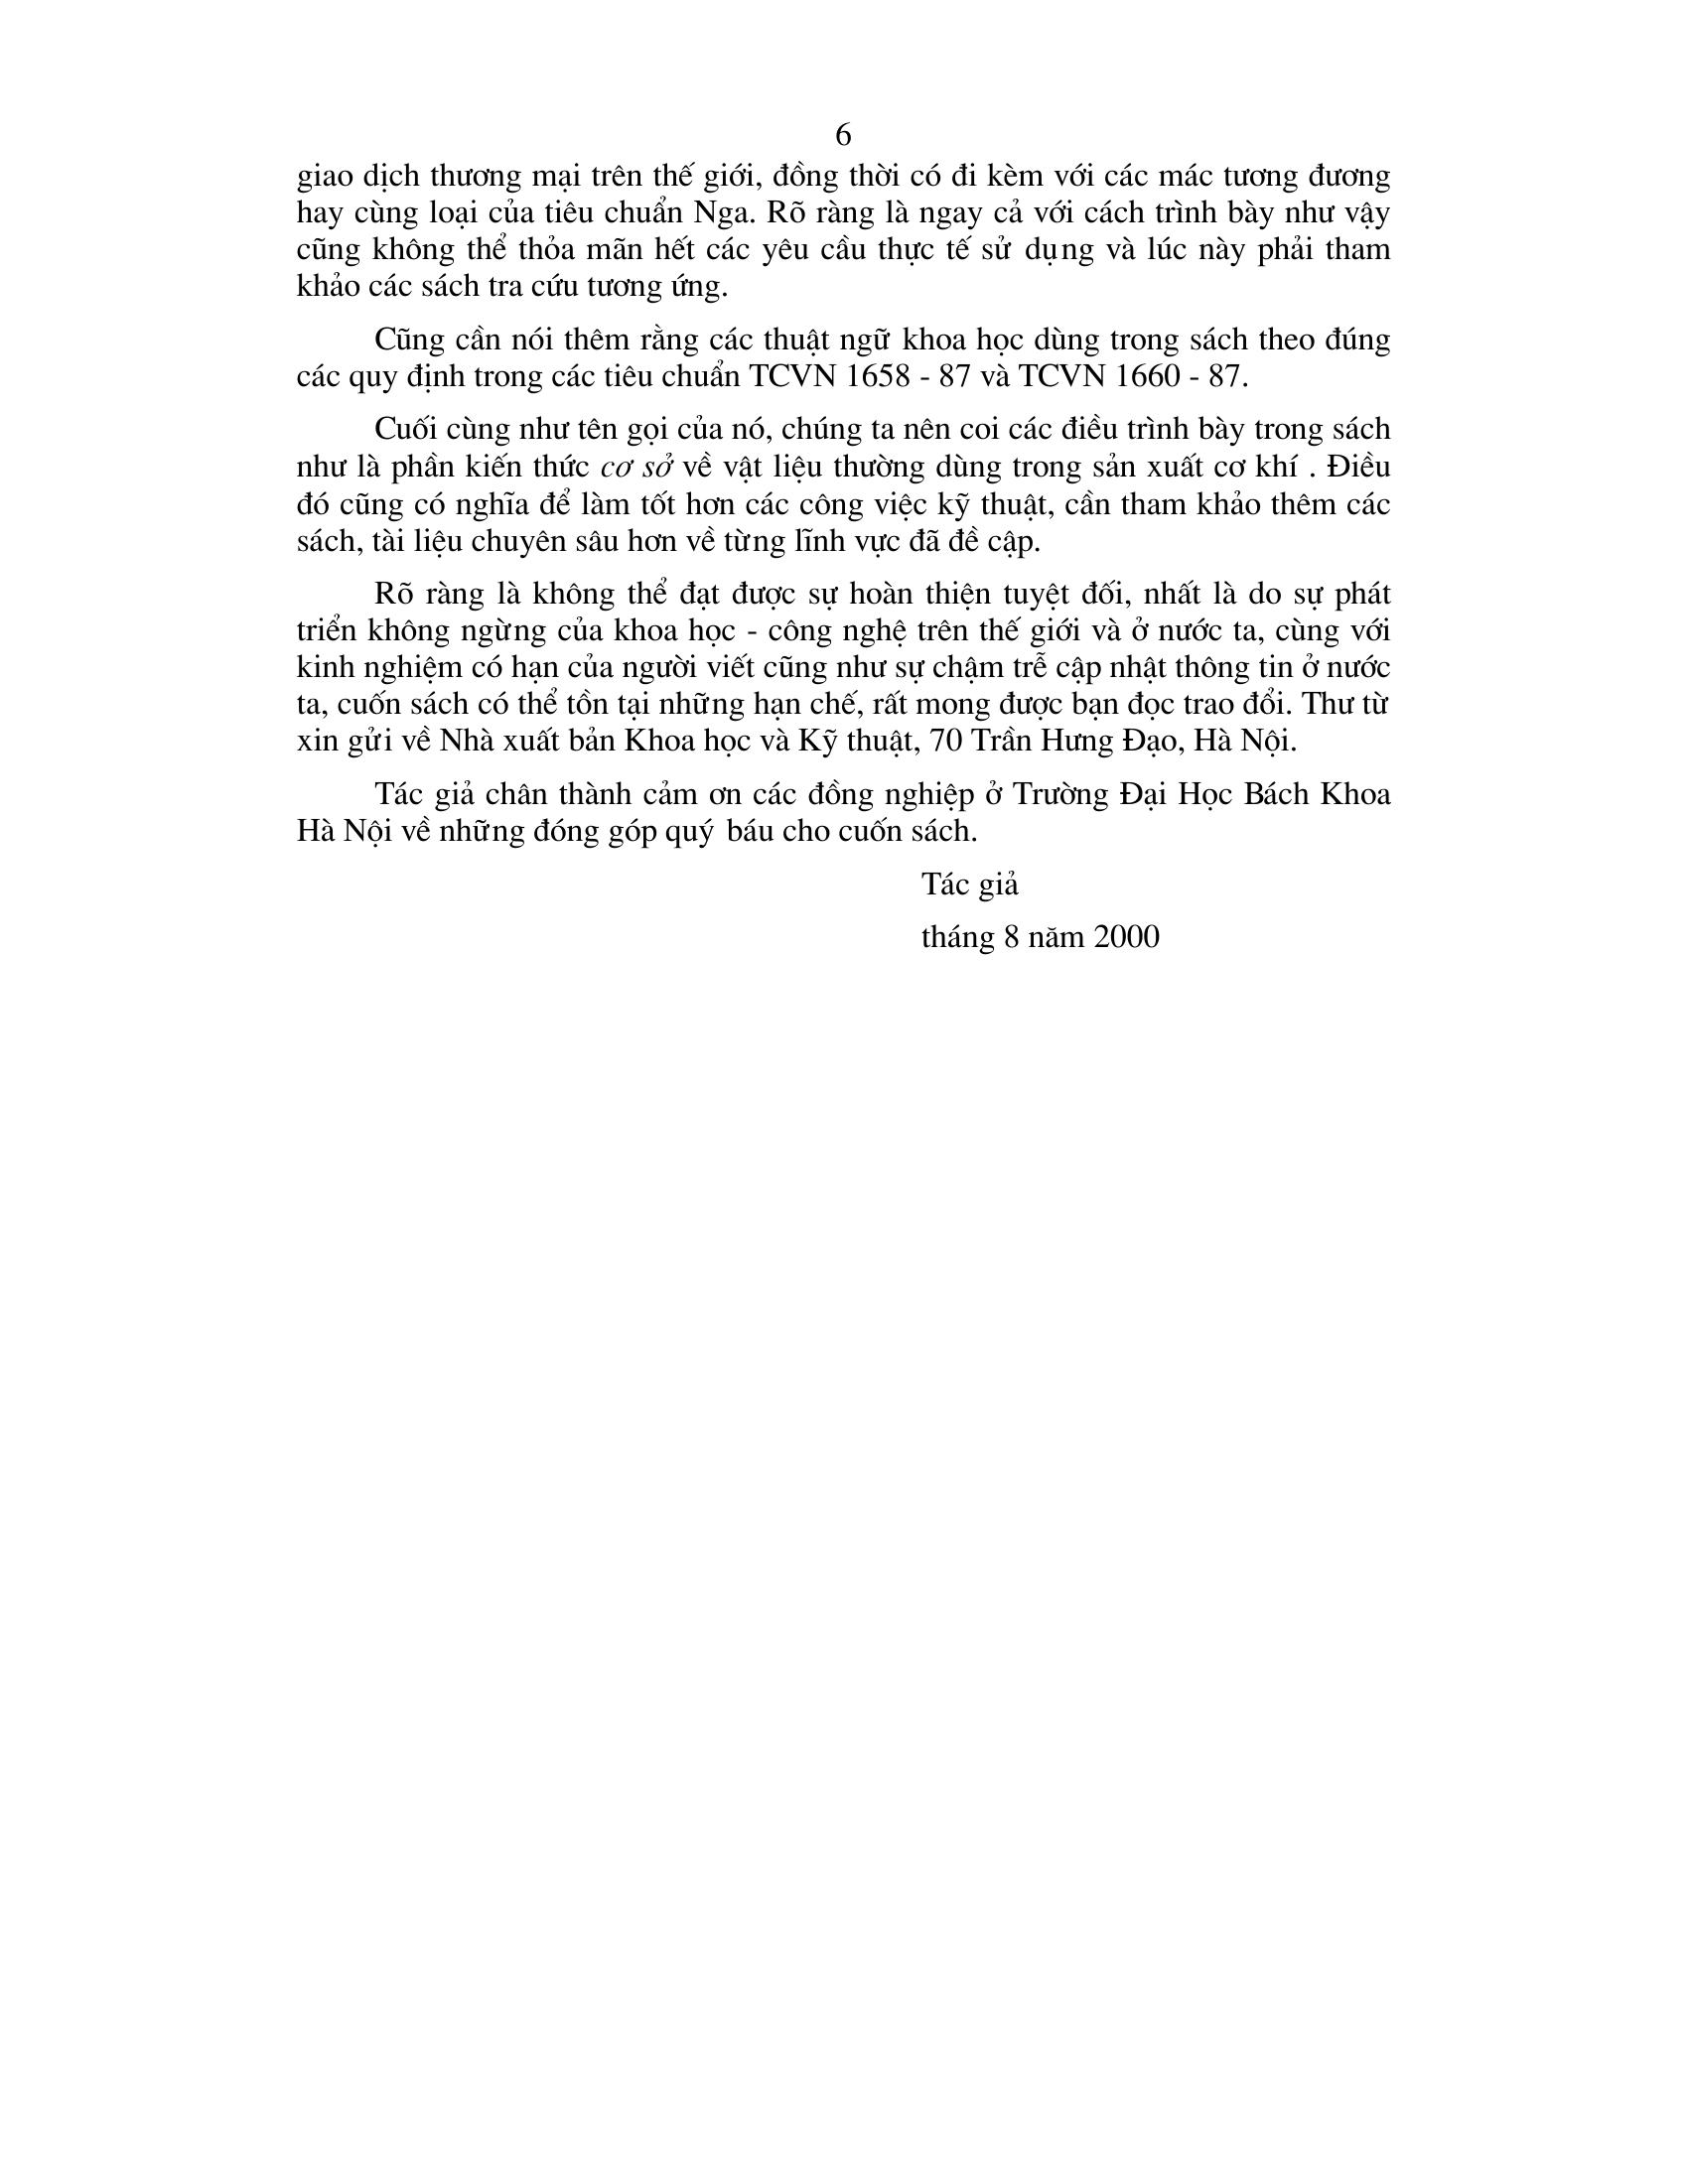 6
giao dịch thương mại trên thế giới, đồng thời có đi kèm với các mác tương đương
hay cùng loại của tiêu chuẩn Nga. Rõ ràng là ngay cả với cách trình bày như vậy
cũng không thể thỏa mãn hết các yêu cầu thực tế sử dụng và lúc này phải tham
khảo các sách tra cứu tương ứng.
Cũng cần nói thêm rằng các thuật ngữ khoa học dùng trong sách theo đúng
các quy định trong các tiêu chuẩn TCVN 1658 - 87 và TCVN 1660 - 87.
Cuối cùng như tên gọi của nó, chúng ta nên coi các điều trình bày trong sách
như là phần kiến thức cơ sở về vật liệu thường dùng trong sản xuất cơ khí . Điều
đó cũng có nghĩa để làm tốt hơn các công việc kỹ thuật, cần tham khảo thêm các
sách, tài liệu chuyên sâu hơn về từng lĩnh vực đã đề cập.
Rõ ràng là không thể đạt được sự hoàn thiện tuyệt đối, nhất là do sự phát
triển không ngừng của khoa học - công nghệ trên thế giới và ở nước ta, cùng với
kinh nghiệm có hạn của người viết cũng như sự chậm trễ cập nhật thông tin ở nước
ta, cuốn sách có thể tồn tại những hạn chế, rất mong được bạn đọc trao đổi. Thư từ
xin gửi về Nhà xuất bản Khoa học và Kỹ thuật, 70 Trần Hưng Đạo, Hà Nội.
Tác giả chân thành cảm ơn các đồng nghiệp ở Trường Đại Học Bách Khoa
Hà Nội về những đóng góp quý báu cho cuốn sách.
Tác giả
tháng 8 năm 2000